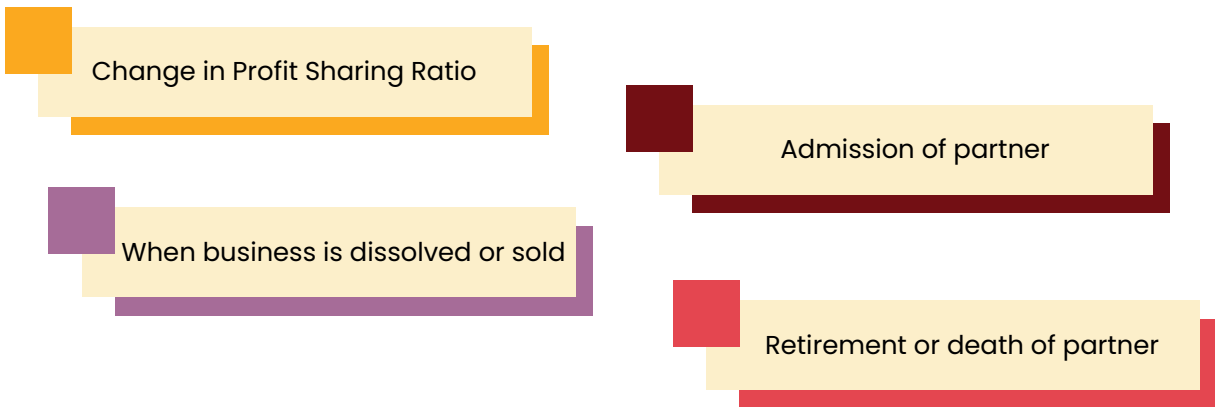 Change in Profit Sharing Ratio
Admission of partner
When business is dissolved or sold
Retirement or death of partner